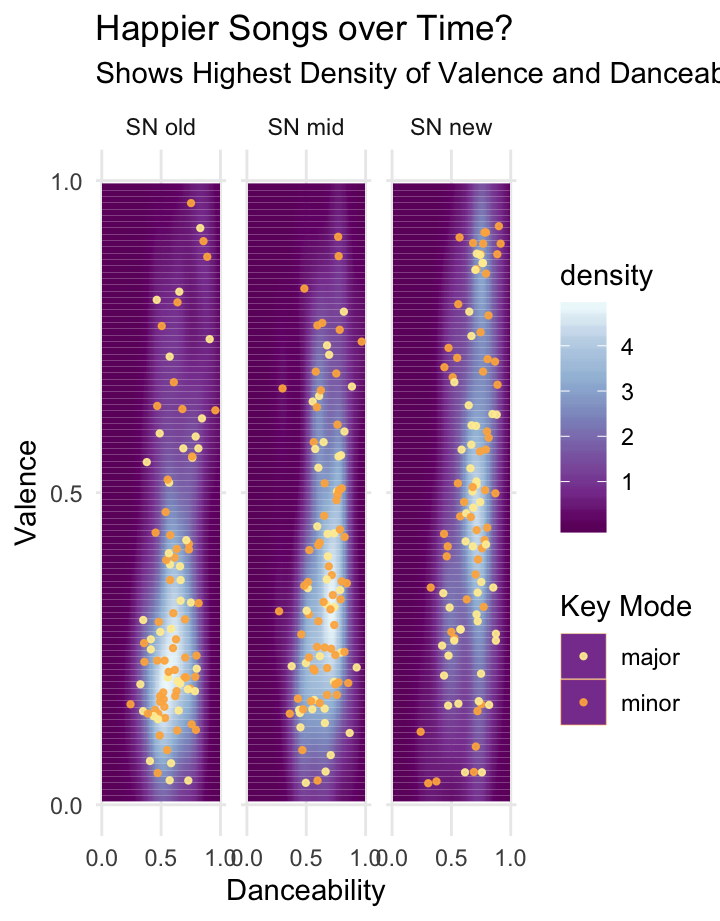 Happier Songs over Time?
Shows Highest Density of Valence and Danceab
SN old SN mid SN new
1.0
0.5
0.0
Valence
0.0 0.5 1.0 0.0 0.5 1.0 0.0 0.5 1.0
Danceability
density
4
3
2
1
Key Mode
major
minor